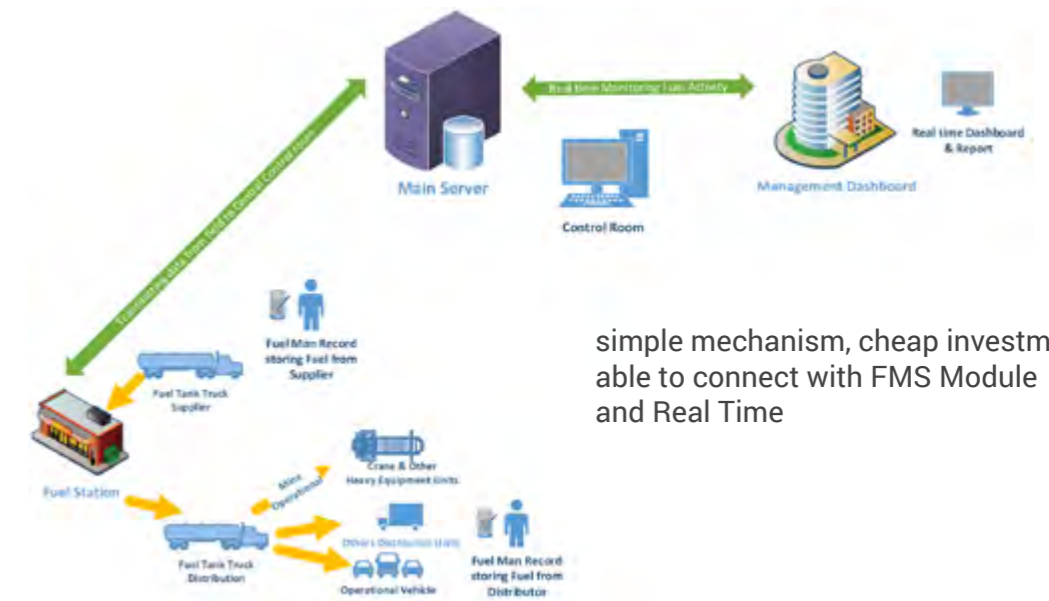 Real time Monitoring Fuel Activity
Main Server
Control Room
Management Dashboard
Real time Dashboard
& Report
Transmitting data from field to Central Control room
Fuel Man Record
storing Fuel from
Supplier
Fuel Tank Truck
Supplier
simple mechanism, cheap investm
able to connect with FMS Module
and Real Time
Fuel Station
Mine
Operational
Crane & Other
Heavy Equipment Units
Fuel Tank Truck
Distribution
Others Distribution Units
Operational Vehicle
Fuel Man Record
storing Fuel from
Distributor